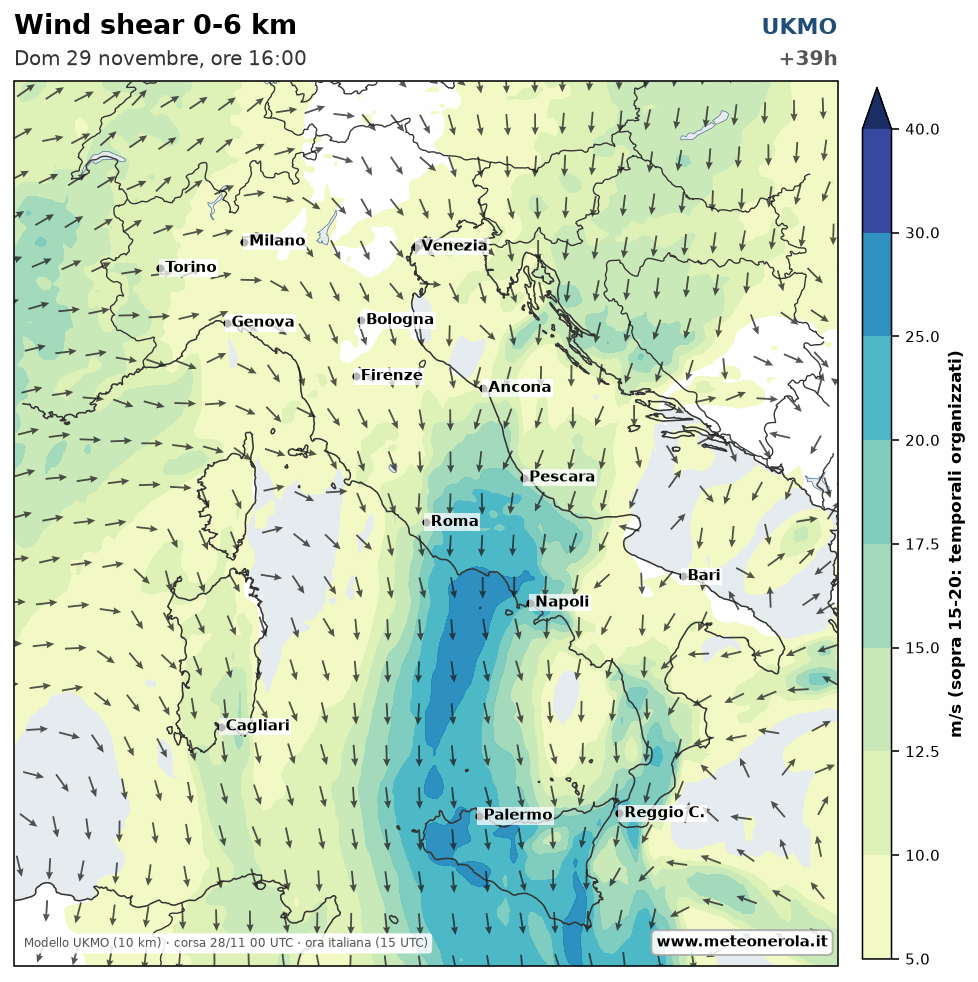 Wind shear 0-6 km
UKMO
Dom 29 novembre, ore 16:00
+39h
Milano
Venezia
Torino
Genova
Bologna
Firenze
Ancona
Pescara
Roma
Bari
Napoli
Cagliari
Palermo
Reggio C.
40.0
30.0
25.0
20.0
17.5
15.0
12.5
10.0
5.0
m/s (sopra 15-20: temporali organizzati)
Modello UKMO (10 km) · corsa 28/11 00 UTC · ora italiana (15 UTC)
www.meteonerola.it